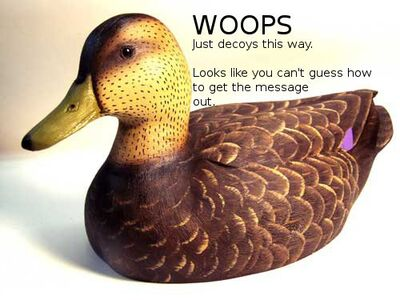 WOOPS
Just decoys this way.
Looks like you can't guess how
to get the message
out.